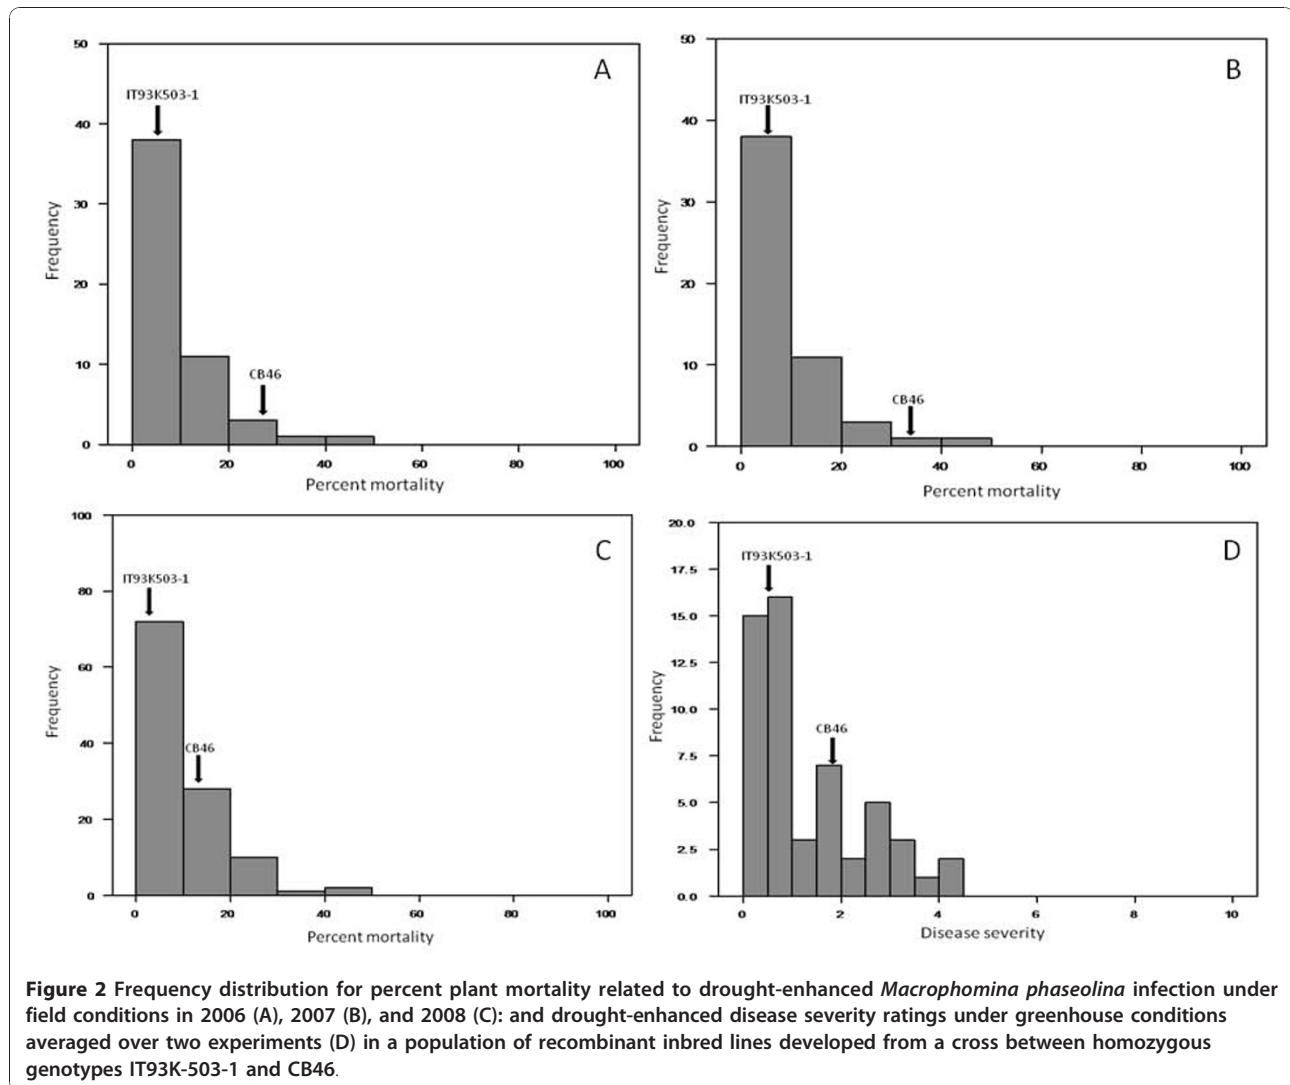 A
50
40
30
20
10
0
Frequency
IT93K503-1
CB46
0 20 40 60 80 100
Percent mortality
B
50
40
30
20
10
0
Frequency
IT93K503-1
CB46
0 20 40 60 80 100
Percent mortality
C
100
80
60
40
20
0
Frequency
IT93K503-1
CB46
0 20 40 60 80 100
Percent mortality
D
20.0
17.5
15.0
12.5
10.0
7.5
5.0
2.5
0.0
Frequency
IT93K503-1
CB46
0 2 4 6 8 10
Disease severity
Figure 2 Frequency distribution for percent plant mortality related to drought-enhanced Macrophomina phaseolina infection under
field conditions in 2006 (A), 2007 (B), and 2008 (C): and drought-enhanced disease severity ratings under greenhouse conditions
averaged over two experiments (D) in a population of recombinant inbred lines developed from a cross between homozygous
genotypes IT93K-503-1 and CB46.